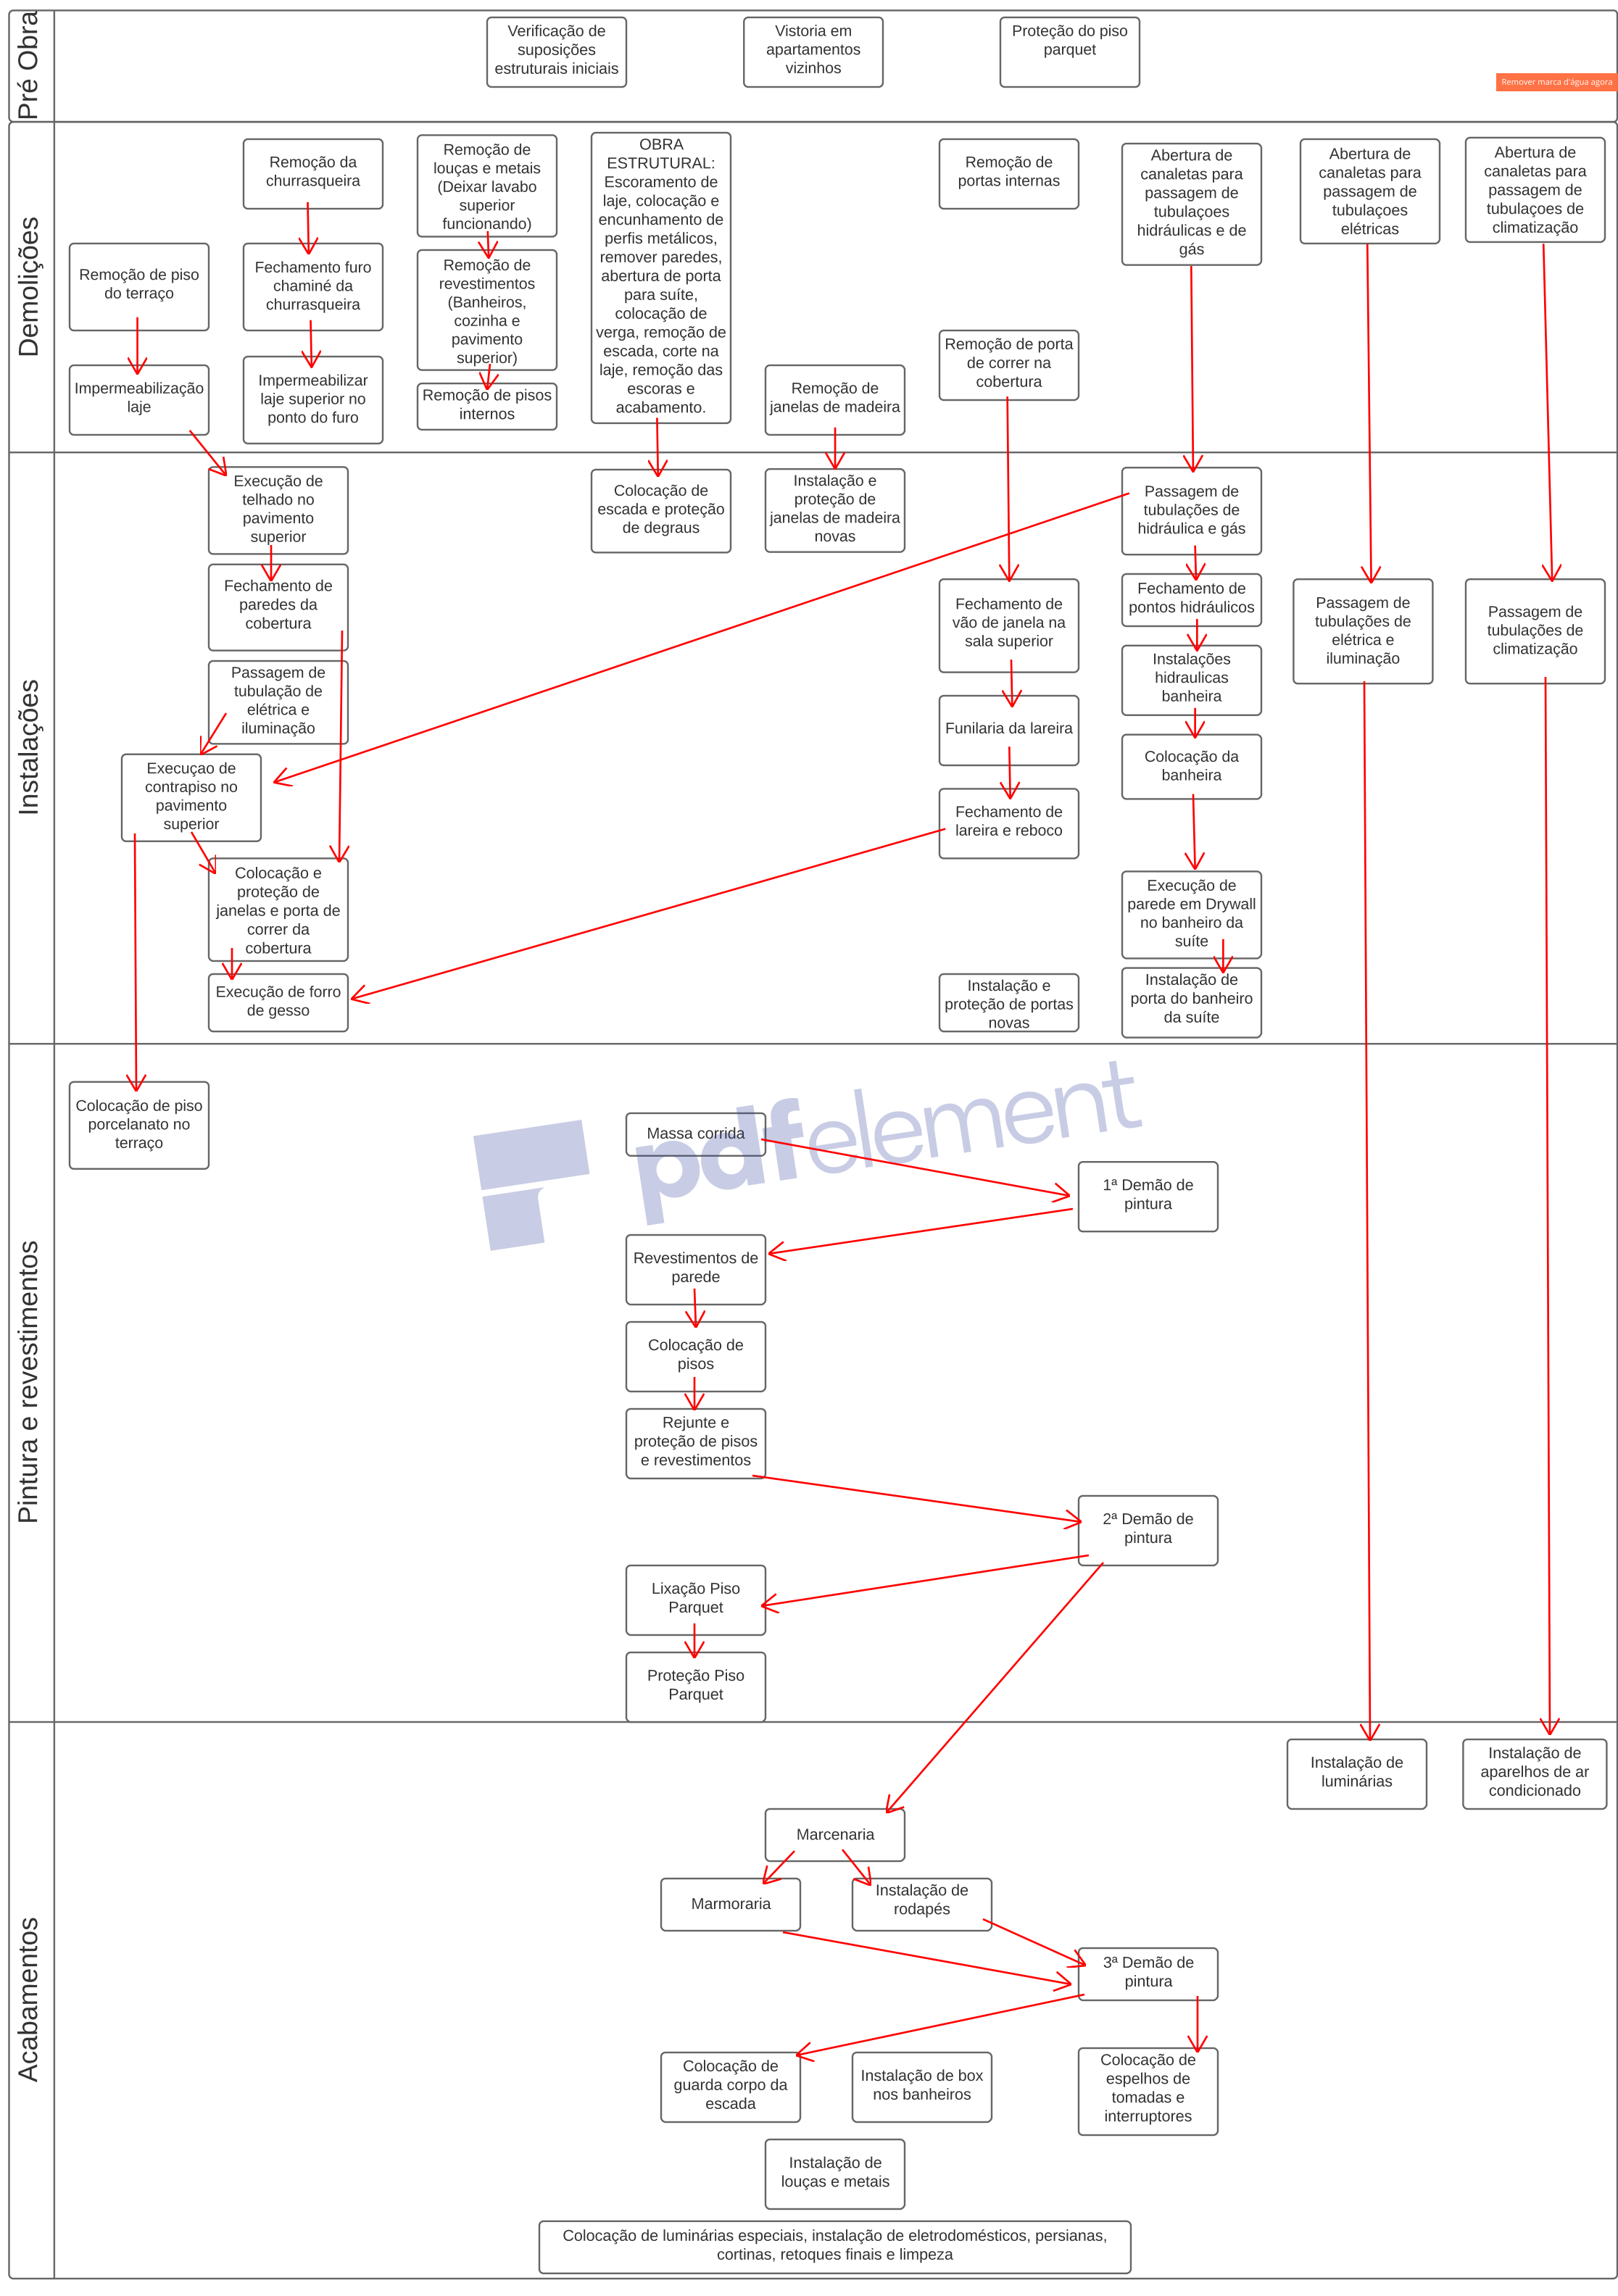 Pré Obra
Verificação de
suposições
estruturais iniciais
Vistoria em
apartamentos
vizinhos
Proteção do piso
parquet
Remover marca d'água agora
Demolições
Remoção de piso
do terraço
Impermeabilização
laje
Remoção da
churrasqueira
Fechamento furo
chaminé da
churrasqueira
Impermeabilizar
laje superior no
ponto do furo
Remoção de
louças e metais
(Deixar lavabo
superior
funcionando)
Remoção de
revestimentos
(Banheiros,
cozinha e
pavimento
superior)
Remoção de pisos
internos
OBRA
ESTRUTURAL:
Escoramento de
laje, colocação e
encunhamento de
perfis metálicos,
remover paredes,
abertura de porta
para suíte,
colocação de
verga, remoção de
escada, corte na
laje, remoção das
escoras e
acabamento.
Remoção de
janelas de madeira
Remoção de
portas internas
Remoção de porta
de correr na
cobertura
Abertura de
canaletas para
passagem de
tubulaçoes
hidráulicas e de
gás
Abertura de
canaletas para
passagem de
tubulaçoes
elétricas
Abertura de
canaletas para
passagem de
tubulaçoes de
climatização
Instalações
Execução de
telhado no
pavimento
superior
Fechamento de
paredes da
cobertura
Passagem de
tubulação de
elétrica e
iluminação
Execuçao de
contrapiso no
pavimento
superior
Colocação e
proteção de
janelas e porta de
correr da
cobertura
Execução de forro
de gesso
Colocação de
escada e proteção
de degraus
Instalação e
proteção de
janelas de madeira
novas
Fechamento de
vão de janela na
sala superior
Funilaria da lareira
Fechamento de
lareira e reboco
Instalação e
proteção de portas
novas
Passagem de
tubulações de
hidráulica e gás
Fechamento de
pontos hidráulicos
Instalações
hidraulicas
banheira
Colocação da
banheira
Execução de
parede em Drywall
no banheiro da
suíte
Instalação de
porta do banheiro
da suíte
Passagem de
tubulações de
elétrica e
iluminação
Passagem de
tubulações de
climatização
Pintura e revestimentos
Colocação de piso
porcelanato no
terraço
pdfelement
Massa corrida
1ª Demão de
pintura
Revestimentos de
parede
Colocação de
pisos
Rejunte e
proteção de pisos
e revestimentos
2ª Demão de
pintura
Lixação Piso
Parquet
Proteção Piso
Parquet
Acabamentos
Instalação de
luminárias
Instalação de
aparelhos de ar
condicionado
Marcenaria
Marmoraria
Instalação de
rodapés
3ª Demão de
pintura
Colocação de
guarda corpo da
escada
Instalação de box
nos banheiros
Colocação de
espelhos de
tomadas e
interruptores
Instalação de
louças e metais
Colocação de luminárias especiais, instalação de eletrodomésticos, persianas,
cortinas, retoques finais e limpeza